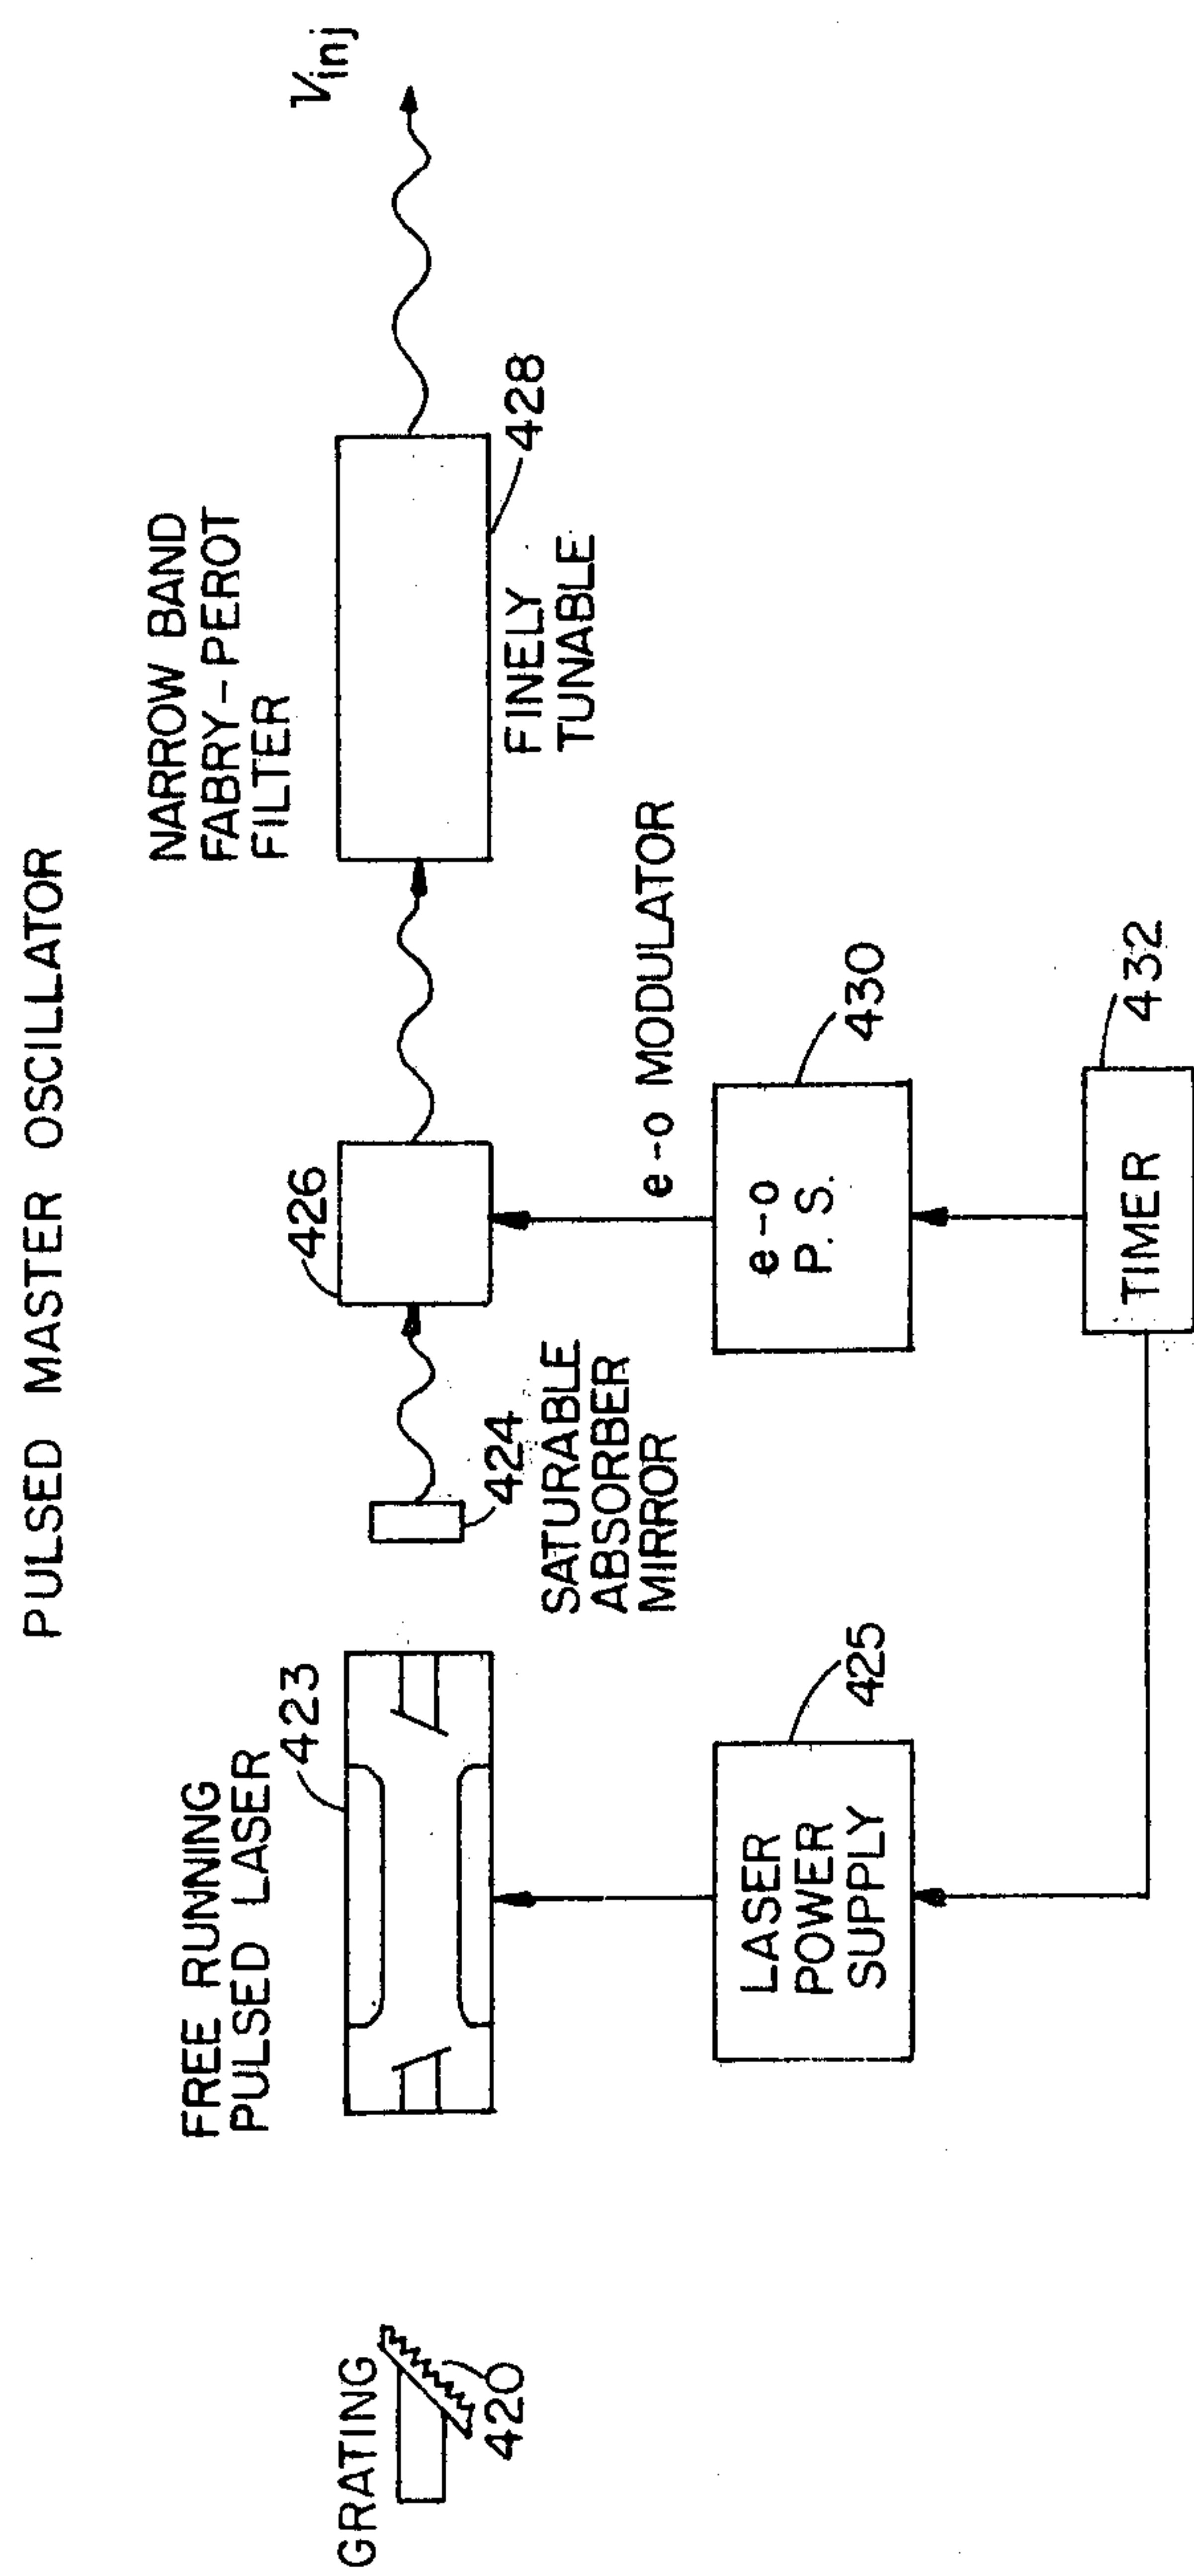 PULSED MASTER OSCILLATOR
GRATING
420
FREE RUNNING
PULSED LASER
423
424
SATURABLE
ABSORBER
MIRROR
426
NARROW BAND
FABRY-PEROT
FILTER
428
FINELY
TUNABLE
νinj
LASER
POWER
SUPPLY
425
e-o MODULATOR
e-o
P. S.
430
TIMER
432